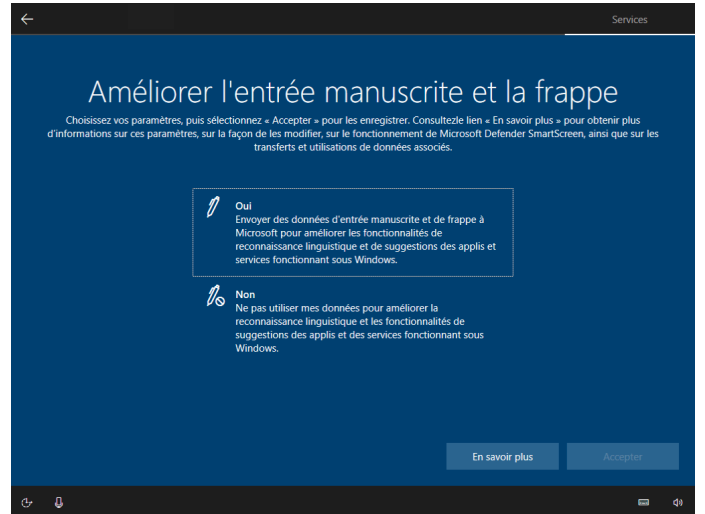 Services
Améliorer l'entrée manuscrite et la frappe
Choisissez vos paramètres, puis sélectionnez « Accepter » pour les enregistrer. Consultezle lien « En savoir plus » pour obtenir plus
d'informations sur ces paramètres, sur la façon de les modifier, sur le fonctionnement de Microsoft Defender SmartScreen, ainsi que sur les
transferts et utilisations de données associés.
Oui
Envoyer des données d'entrée manuscrite et de frappe à
Microsoft pour améliorer les fonctionnalités de
reconnaissance linguistique et de suggestions des applis et
services fonctionnant sous Windows.
Non
Ne pas utiliser mes données pour améliorer la
reconnaissance linguistique et les fonctionnalités de
suggestions des applis et des services fonctionnant sous
Windows.
En savoir plus
Accepter